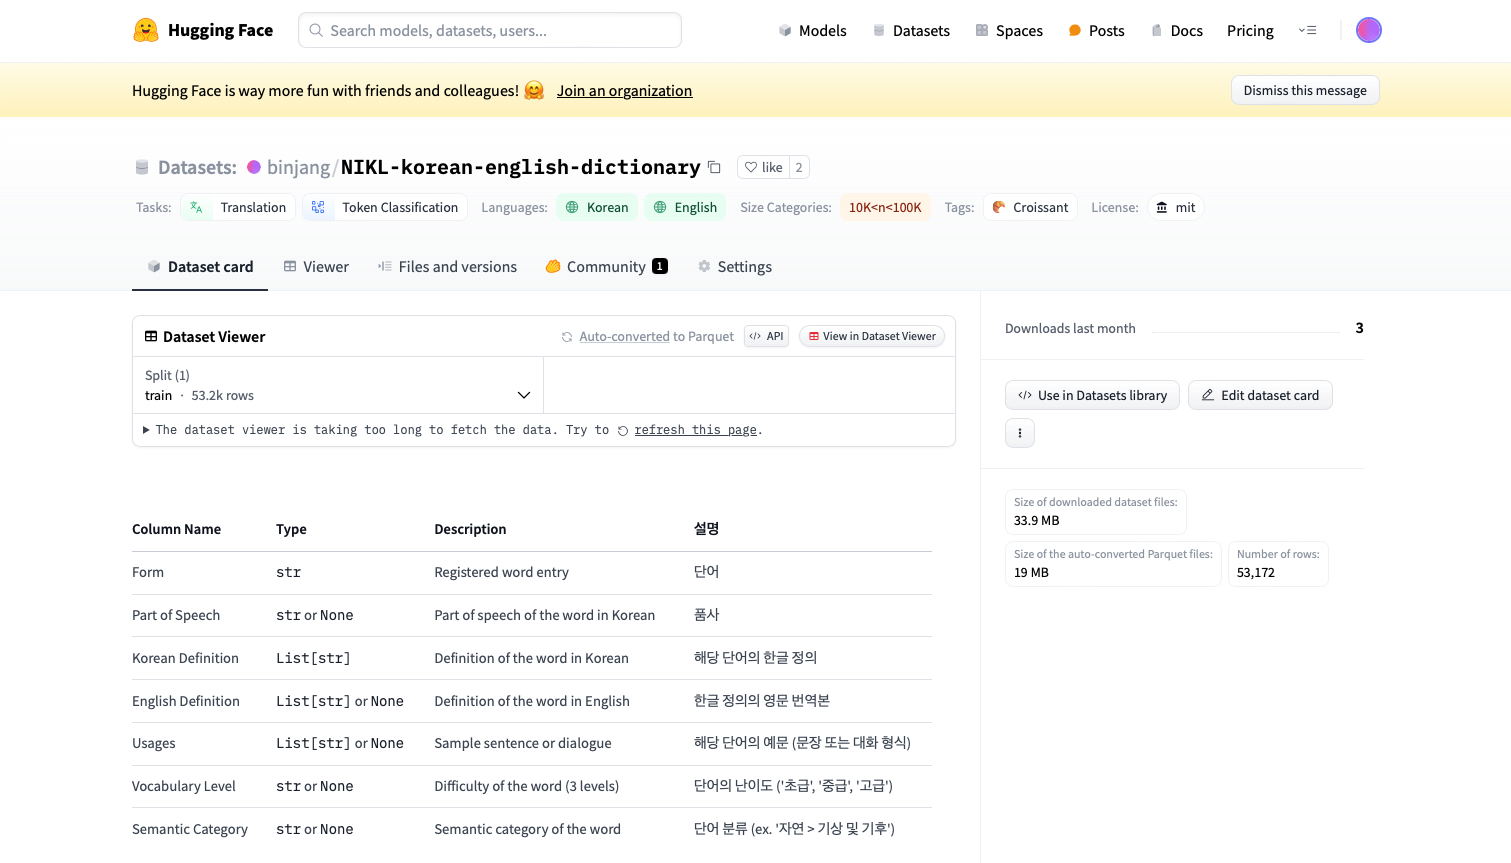 Hugging Face
Search models, datasets, users...
Models
Datasets
Spaces
Posts
Docs
Pricing
Hugging Face is way more fun with friends and colleagues! 🤗 Join an organization
Dismiss this message
Datasets: binjang/NIKL-korean-english-dictionary
like 2
Tasks: Translation Token Classification Languages: Korean English Size Categories: 10K<n<100K Tags: Croissant License: mit
Dataset card
Viewer
Files and versions
Community 1
Settings
Dataset Viewer
Auto-converted to Parquet
</> API
View in Dataset Viewer
Split (1)
train · 53.2k rows
The dataset viewer is taking too long to fetch the data. Try to refresh this page.
Column Name Type Description 설명
Form str Registered word entry 단어
Part of Speech str or None Part of speech of the word in Korean 품사
Korean Definition List[str] Definition of the word in Korean 해당 단어의 한글 정의
English Definition List[str] or None Definition of the word in English 한글 정의의 영문 번역본
Usages List[str] or None Sample sentence or dialogue 해당 단어의 예문 (문장 또는 대화 형식)
Vocabulary Level str or None Difficulty of the word (3 levels) 단어의 난이도 ('초급', '중급', '고급')
Semantic Category str or None Semantic category of the word 단어 분류 (ex. '자연 > 기상 및 기후')
Downloads last month 3
</> Use in Datasets library
Edit dataset card
Size of downloaded dataset files:
33.9 MB
Size of the auto-converted Parquet files:
19 MB
Number of rows:
53,172